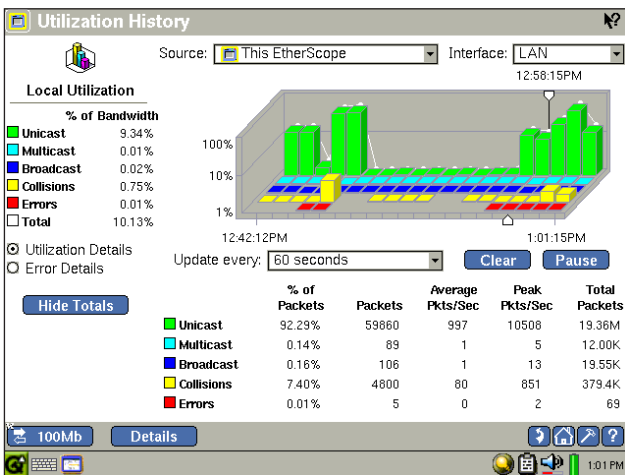 Utilization History
Source: This EtherScope Interface: LAN
12:58:15PM
Local Utilization
% of Bandwidth
Unicast 9.34%
Multicast 0.01%
Broadcast 0.02%
Collisions 0.75%
Errors 0.01%
Total 10.13%
100%
10%
1%
12:42:12PM 1:01:15PM
Utilization Details
Error Details
Update every: 60 seconds Clear Pause
Hide Totals
% of Packets Packets Average Pkts/Sec Peak Pkts/Sec Total Packets
Unicast 92.29% 59860 997 10508 19.36M
Multicast 0.14% 89 1 5 12.00K
Broadcast 0.16% 106 1 13 19.55K
Collisions 7.40% 4800 80 851 379.4K
Errors 0.01% 5 0 2 69
100Mb Details ?
1:01 PM